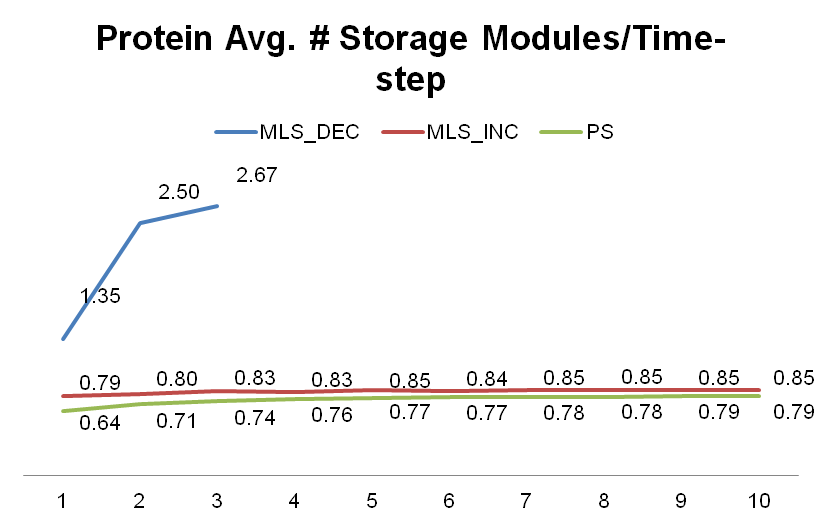 Protein Avg. # Storage Modules/Time-
step
MLS_DEC MLS_INC PS
2.67
2.50
1.35
0.79 0.80 0.83 0.83 0.85 0.84 0.85 0.85 0.85 0.85
0.64 0.71 0.74 0.76 0.77 0.77 0.78 0.78 0.79 0.79
1 2 3 4 5 6 7 8 9 10